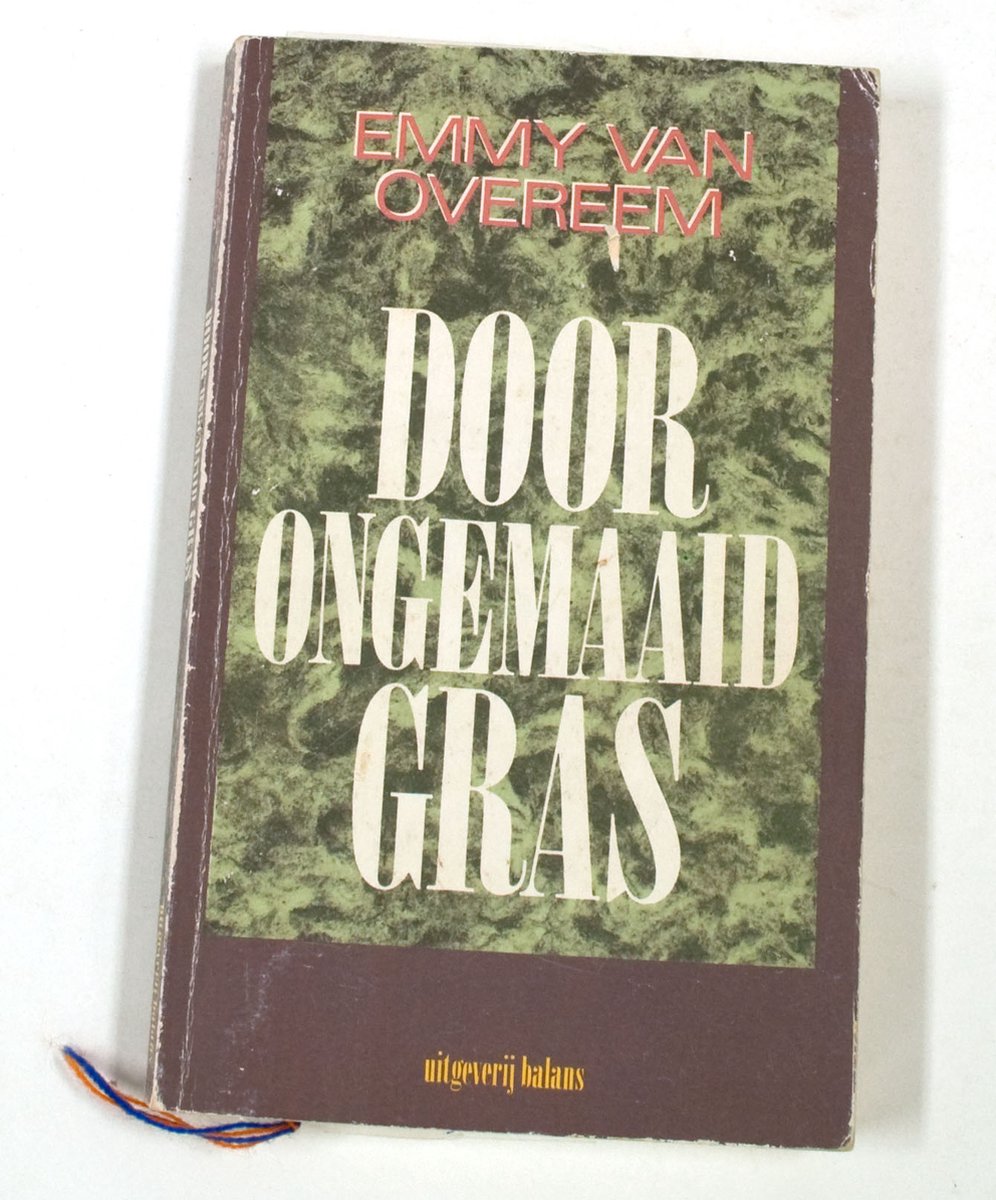 EMMY VAN
OVEREEM
DOOR
ONGEMAAID
GRAS
uitgeverij balans